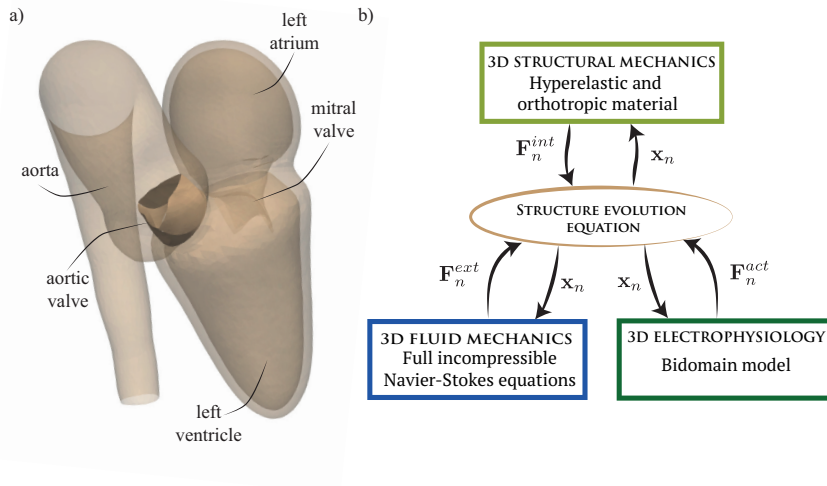 a)
left
atrium
mitral
valve
aorta
aortic
valve
left
ventricle
b)
3D STRUCTURAL MECHANICS
Hyperelastic and
orthotropic material
F_n^{int}
x_n
STRUCTURE EVOLUTION
EQUATION
F_n^{ext}
x_n
x_n
F_n^{act}
3D FLUID MECHANICS
Full incompressible
Navier-Stokes equations
3D ELECTROPHYSIOLOGY
Bidomain model